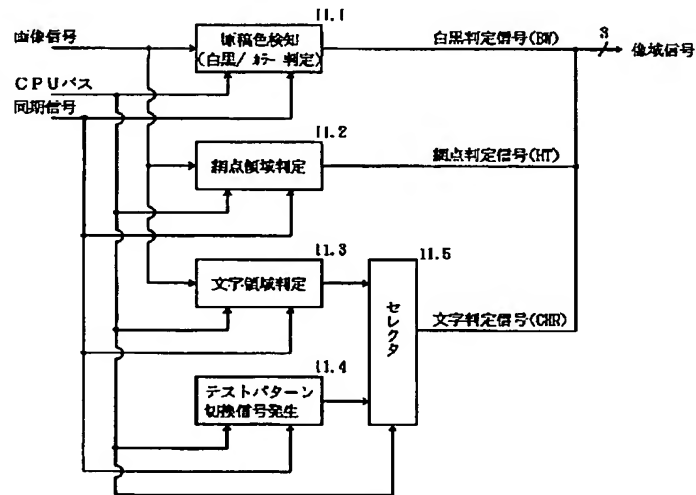 11.1
画像信号
原稿色検知
(白黒/カラー判定)
白黒判定信号(BW)
3
像域信号
CPUバス
同期信号
11.2
網点領域判定
網点判定信号(HT)
11.3
文字領域判定
11.5
セレクタ
文字判定信号(CHR)
11.4
テストパターン
切換信号発生